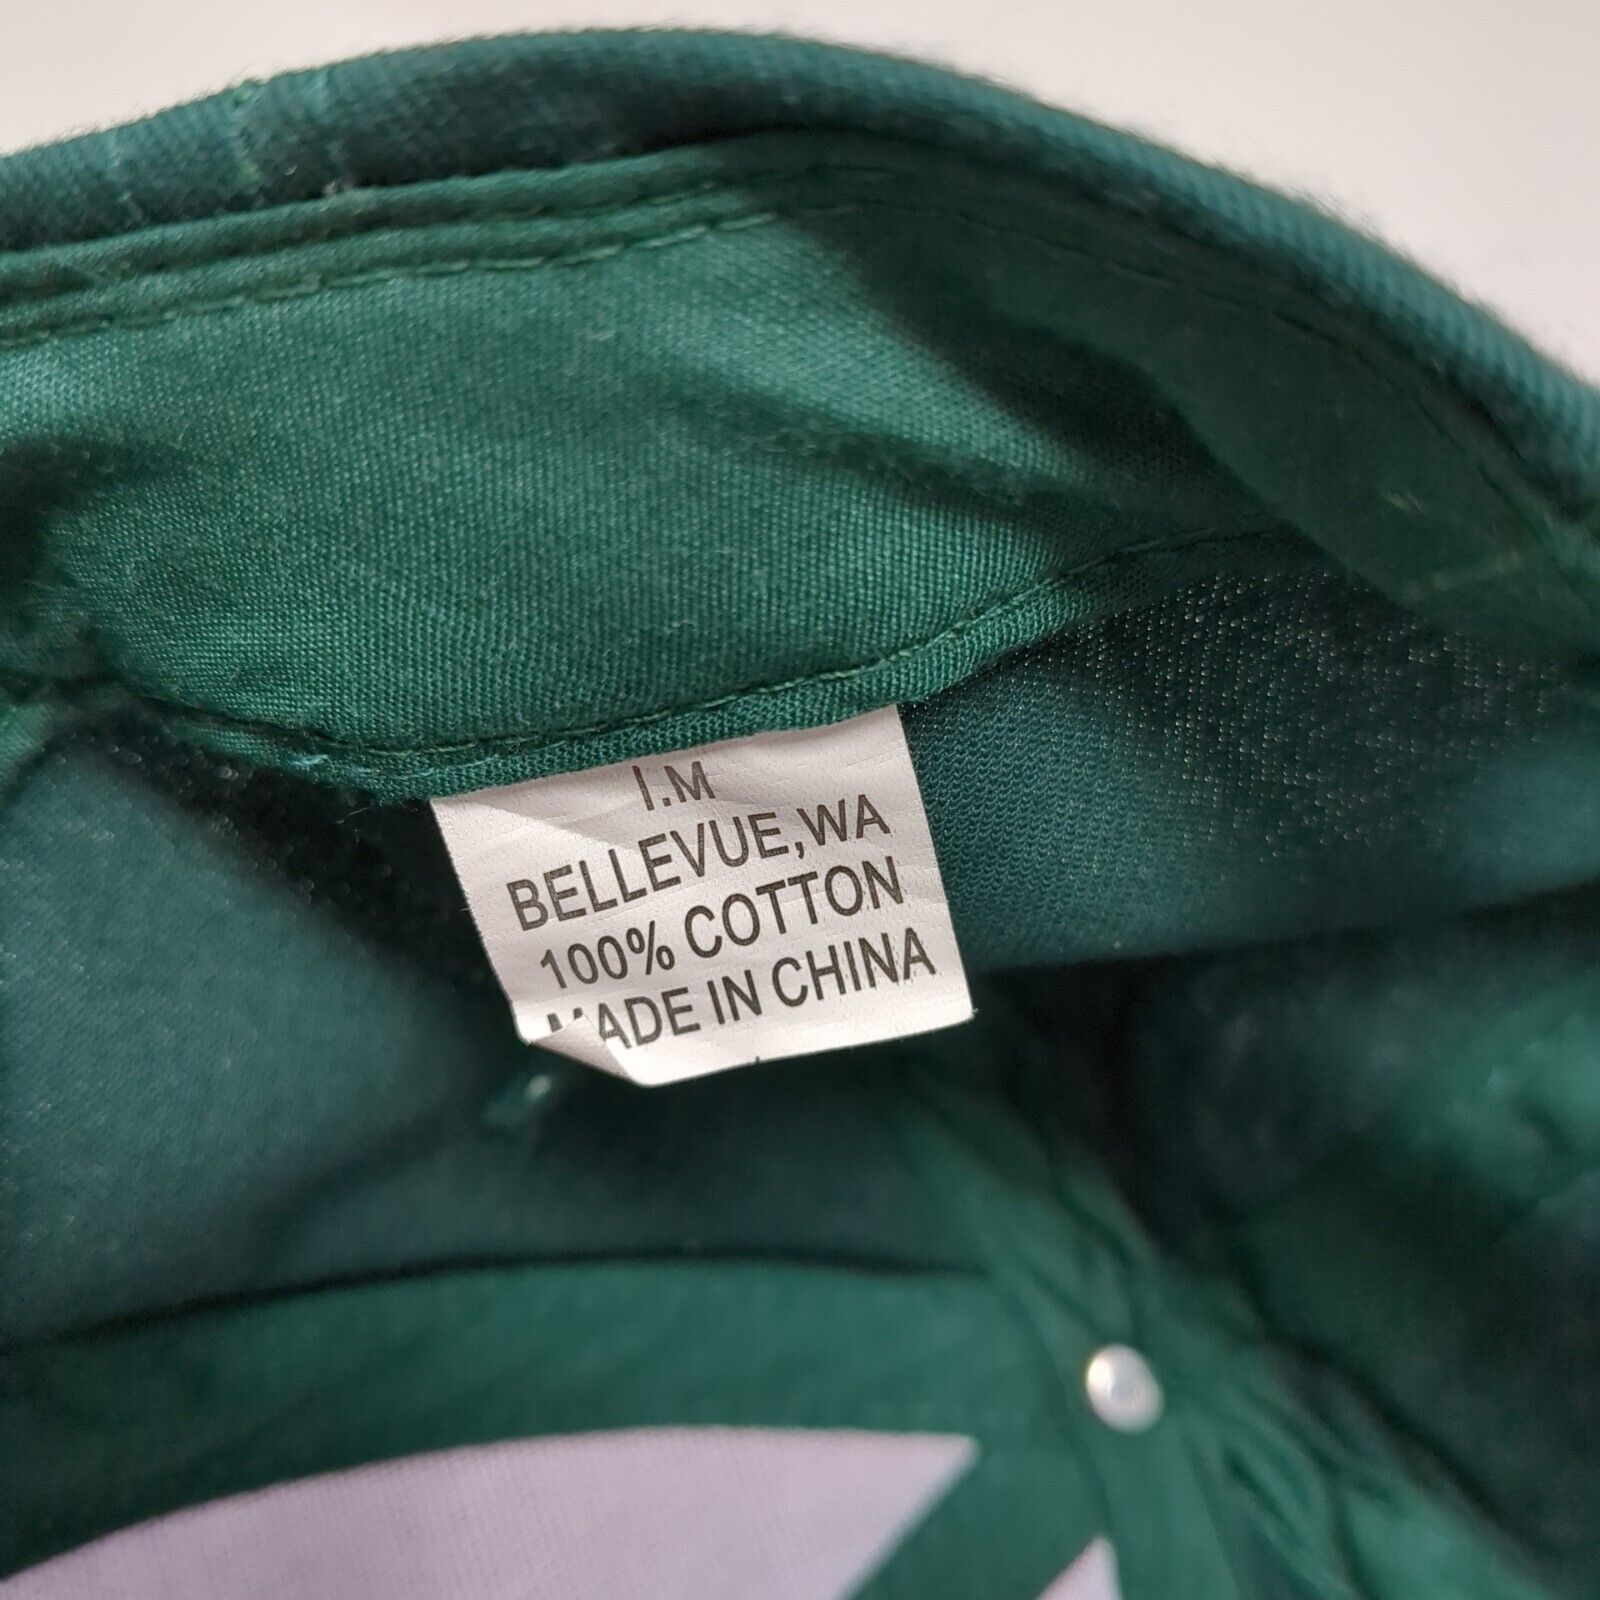 I.M
BELLEVUE, WA
100% COTTON
MADE IN CHINA